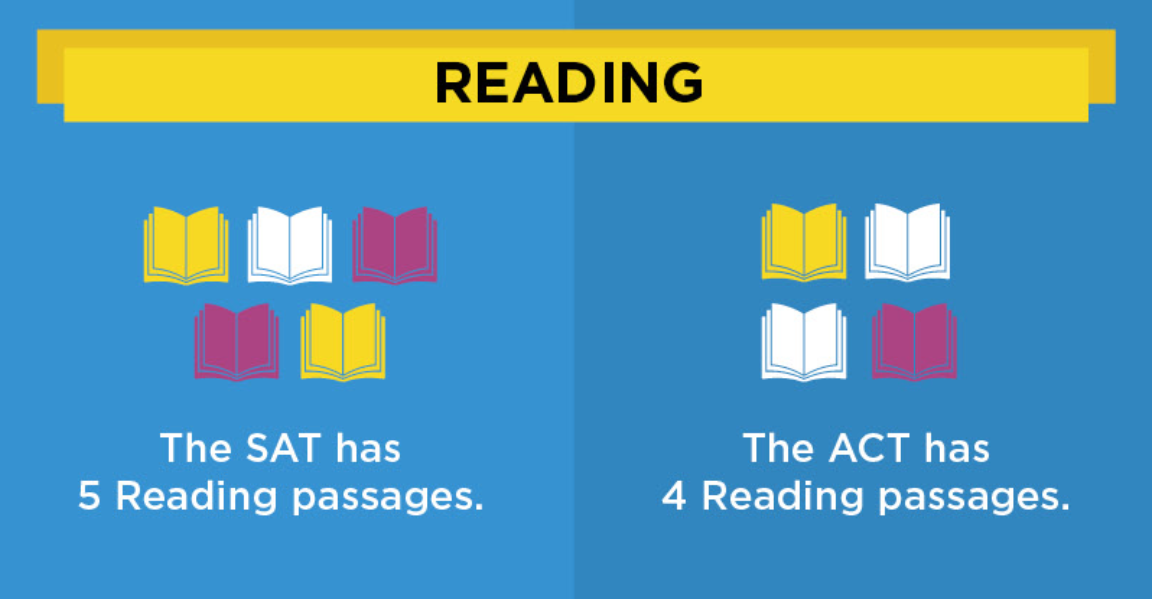 READING
The SAT has
5 Reading passages.
The ACT has
4 Reading passages.